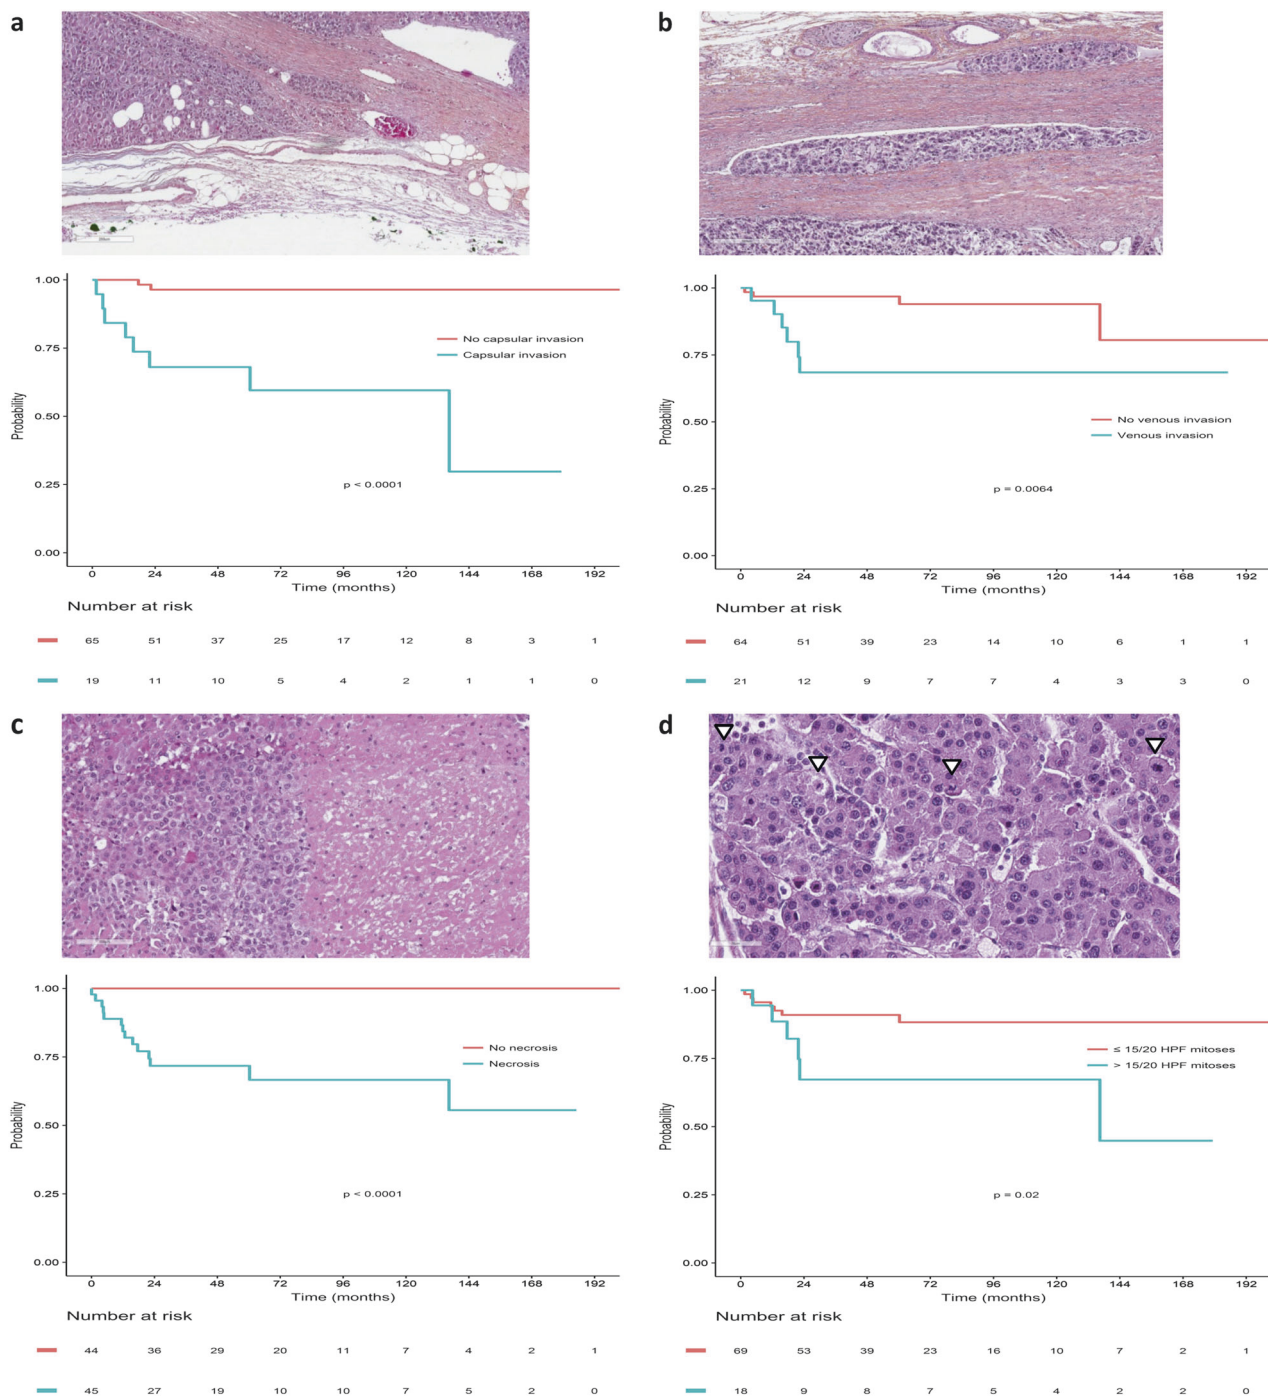 a
1.00
0.75
0.50
0.25
0.00
Probability
No capsular invasion
Capsular invasion
p < 0.0001
0 24 48 72 96 120 144 168 192
Time (months)
Number at risk
65 51 37 25 17 12 8 3 1
19 11 10 5 4 2 1 1 0
b
1.00
0.75
0.50
0.25
0.00
Probability
No venous invasion
Venous invasion
p = 0.0064
0 24 48 72 96 120 144 168 192
Time (months)
Number at risk
64 51 39 23 14 10 6 1 1
21 12 9 7 7 4 3 3 0
c
1.00
0.75
0.50
0.25
0.00
Probability
No necrosis
Necrosis
p < 0.0001
0 24 48 72 96 120 144 168 192
Time (months)
Number at risk
44 36 29 20 11 7 4 2 1
45 27 19 10 10 7 5 2 0
d
1.00
0.75
0.50
0.25
0.00
Probability
≤ 15/20 HPF mitoses
> 15/20 HPF mitoses
p = 0.02
0 24 48 72 96 120 144 168 192
Time (months)
Number at risk
69 53 39 23 16 10 7 2 1
18 9 8 7 5 4 2 2 0